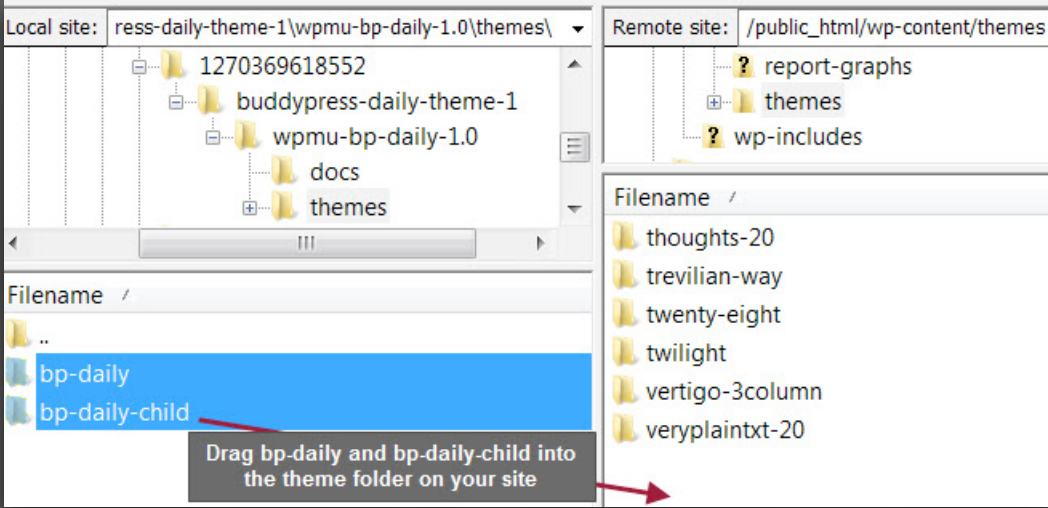 Local site: ress-daily-theme-1\wpmu-bp-daily-1.0\themes\
1270369618552
buddypress-daily-theme-1
wpmu-bp-daily-1.0
docs
themes
Filename
..
bp-daily
bp-daily-child
Drag bp-daily and bp-daily-child into
the theme folder on your site
Remote site: /public_html/wp-content/themes
? report-graphs
themes
? wp-includes
Filename
thoughts-20
trevilian-way
twenty-eight
twilight
vertigo-3column
veryplaintxt-20